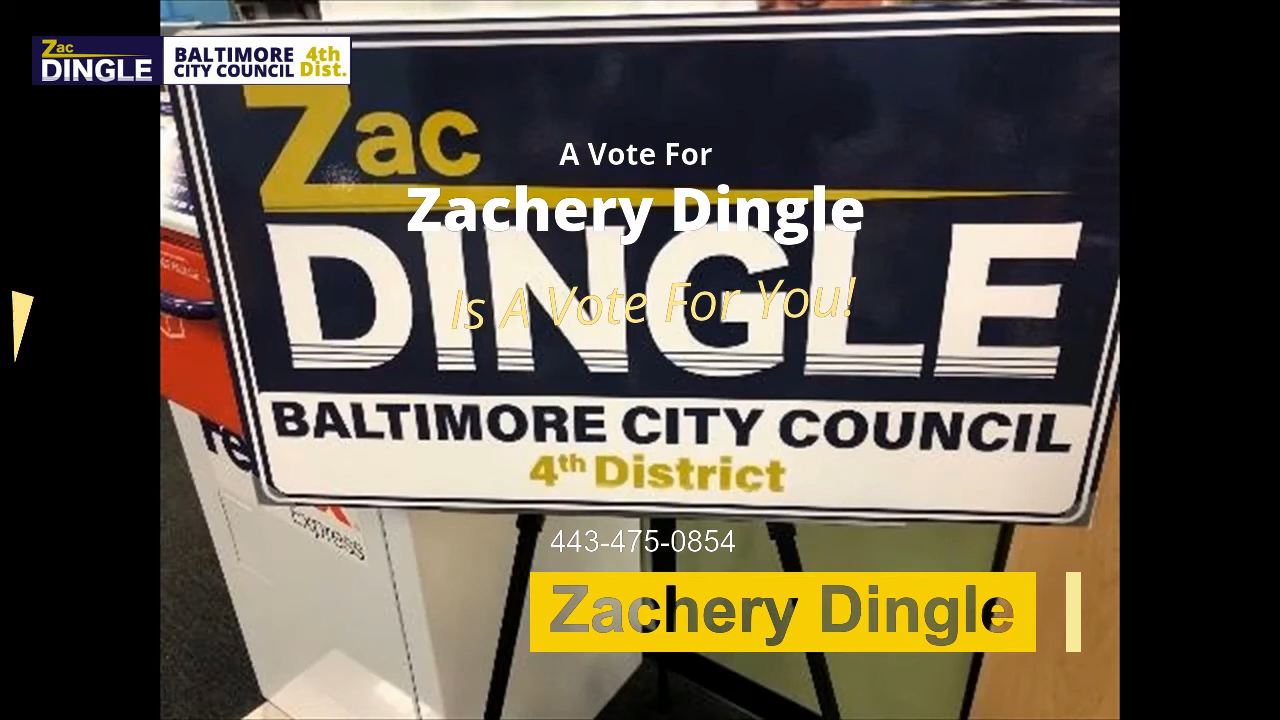 Zac
DINGLE
BALTIMORE
CITY COUNCIL
4th
Dist.
Zac
A Vote For
Zachery Dingle
DINGLE
Is A Vote For You!
BALTIMORE CITY COUNCIL
4th District
Express
443-475-0854
Zachery Dingle